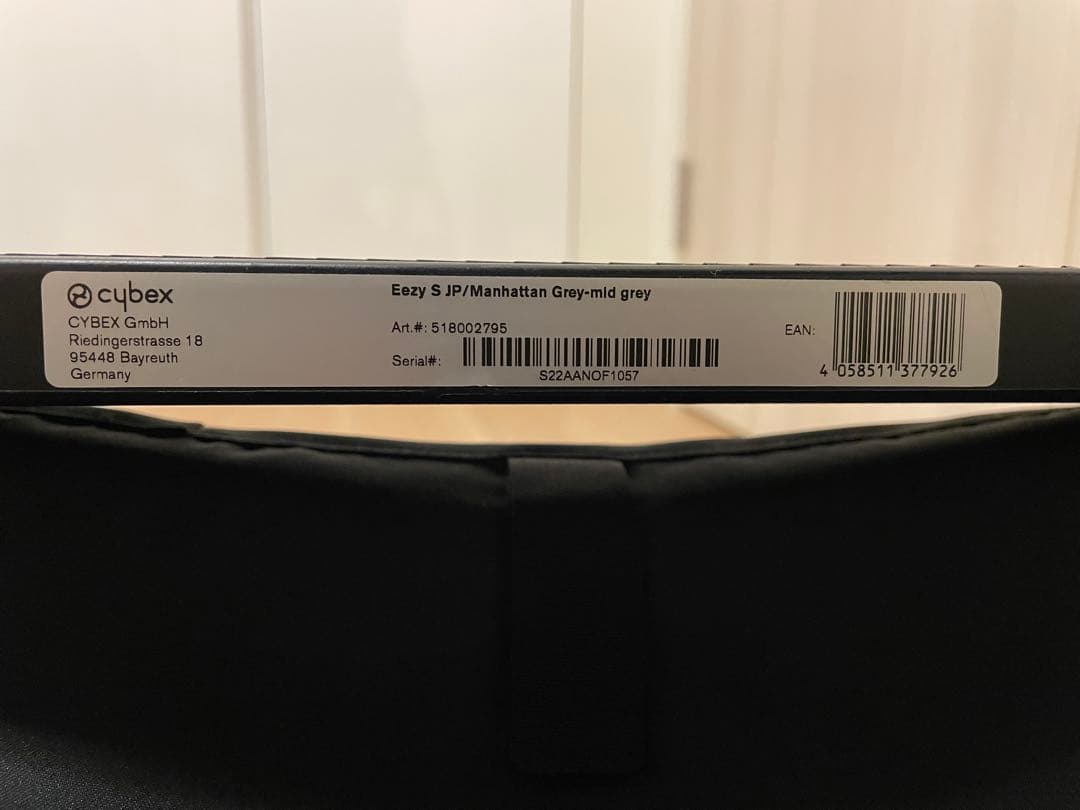 cybex
CYBEX GmbH
Riedingerstrasse 18
95448 Bayreuth
Germany
Eezy S JP/Manhattan Grey-mid grey
Art.#: 518002795
Serial#:
S22AANOF1057
EAN:
4 058511 377926